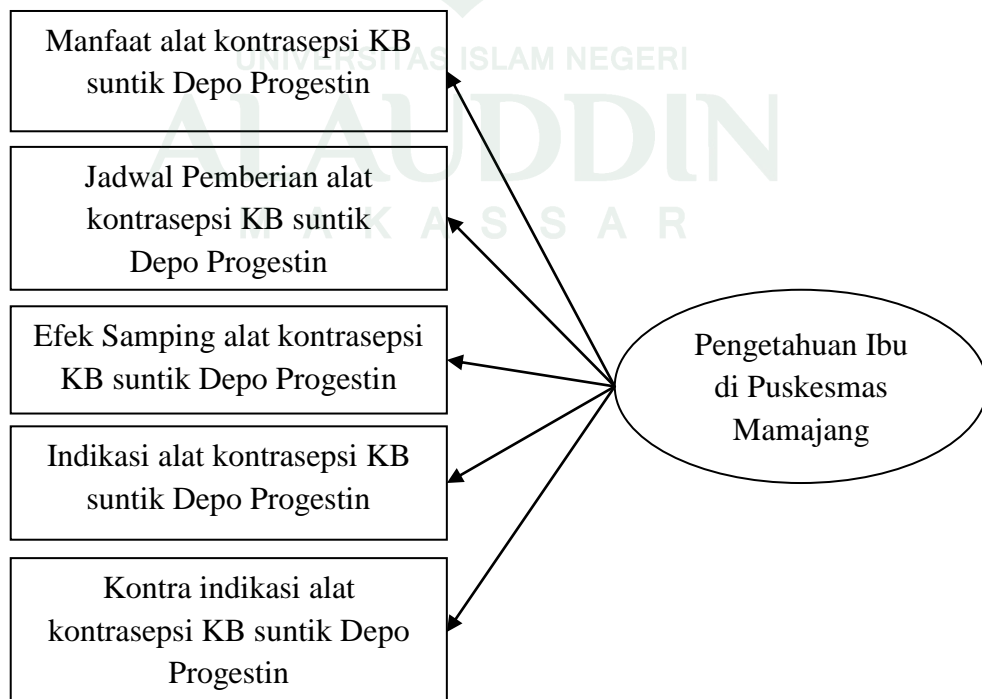 Manfaat alat kontrasepsi KB
suntik Depo Progestin
UNIVERSITAS ISLAM NEGERI
ALAUDDIN
MAKASSAR
Jadwal Pemberian alat
kontrasepsi KB suntik
Depo Progestin
Efek Samping alat kontrasepsi
KB suntik Depo Progestin
Indikasi alat kontrasepsi KB
suntik Depo Progestin
Kontra indikasi alat
kontrasepsi KB suntik Depo
Progestin
Pengetahuan Ibu
di Puskesmas
Mamajang